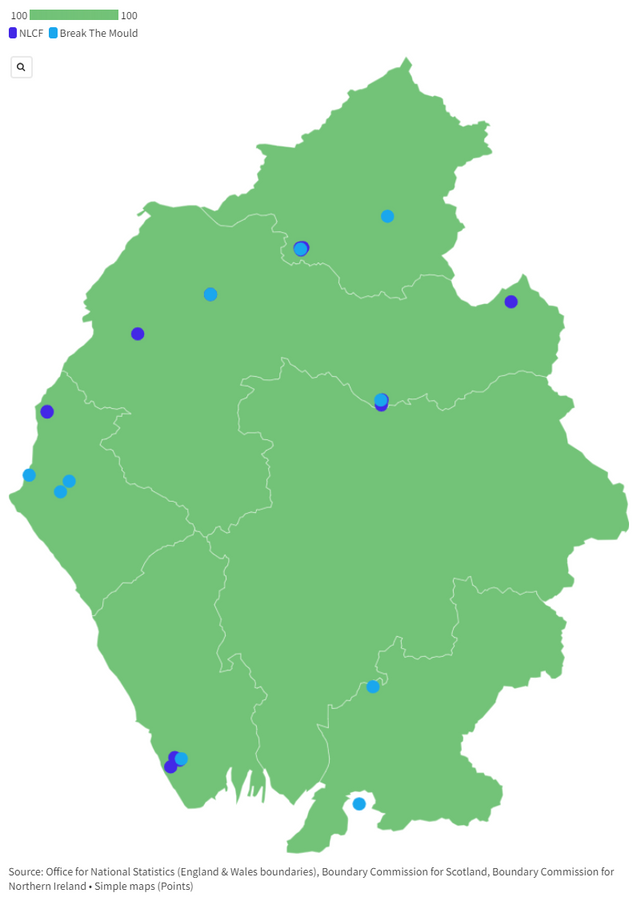 100 100
NLCF Break The Mould
Source: Office for National Statistics (England & Wales boundaries), Boundary Commission for Scotland, Boundary Commission for
Northern Ireland • Simple maps (Points)